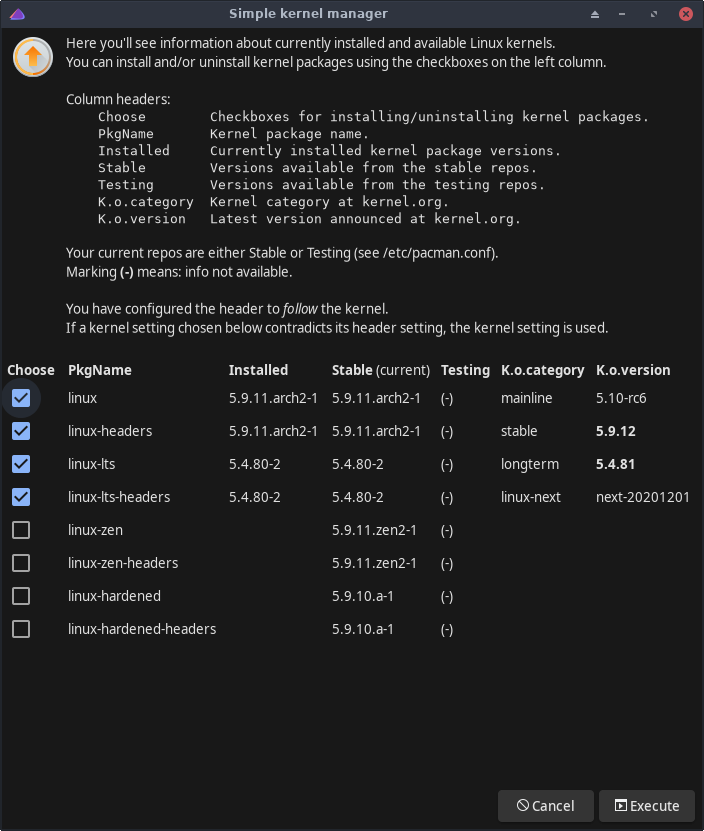 Simple kernel manager
Here you'll see information about currently installed and available Linux kernels.
You can install and/or uninstall kernel packages using the checkboxes on the left column.
Column headers:
Choose Checkboxes for installing/uninstalling kernel packages.
PkgName Kernel package name.
Installed Currently installed kernel package versions.
Stable Versions available from the stable repos.
Testing Versions available from the testing repos.
K.o.category Kernel category at kernel.org.
K.o.version Latest version announced at kernel.org.
Your current repos are either Stable or Testing (see /etc/pacman.conf).
Marking (-) means: info not available.
You have configured the header to follow the kernel.
If a kernel setting chosen below contradicts its header setting, the kernel setting is used.
Choose PkgName Installed Stable (current) Testing K.o.category K.o.version
linux 5.9.11.arch2-1 5.9.11.arch2-1 (-) mainline 5.10-rc6
linux-headers 5.9.11.arch2-1 5.9.11.arch2-1 (-) stable 5.9.12
linux-lts 5.4.80-2 5.4.80-2 (-) longterm 5.4.81
linux-lts-headers 5.4.80-2 5.4.80-2 (-) linux-next next-20201201
linux-zen 5.9.11.zen2-1 (-)
linux-zen-headers 5.9.11.zen2-1 (-)
linux-hardened 5.9.10.a-1 (-)
linux-hardened-headers 5.9.10.a-1 (-)
Cancel Execute